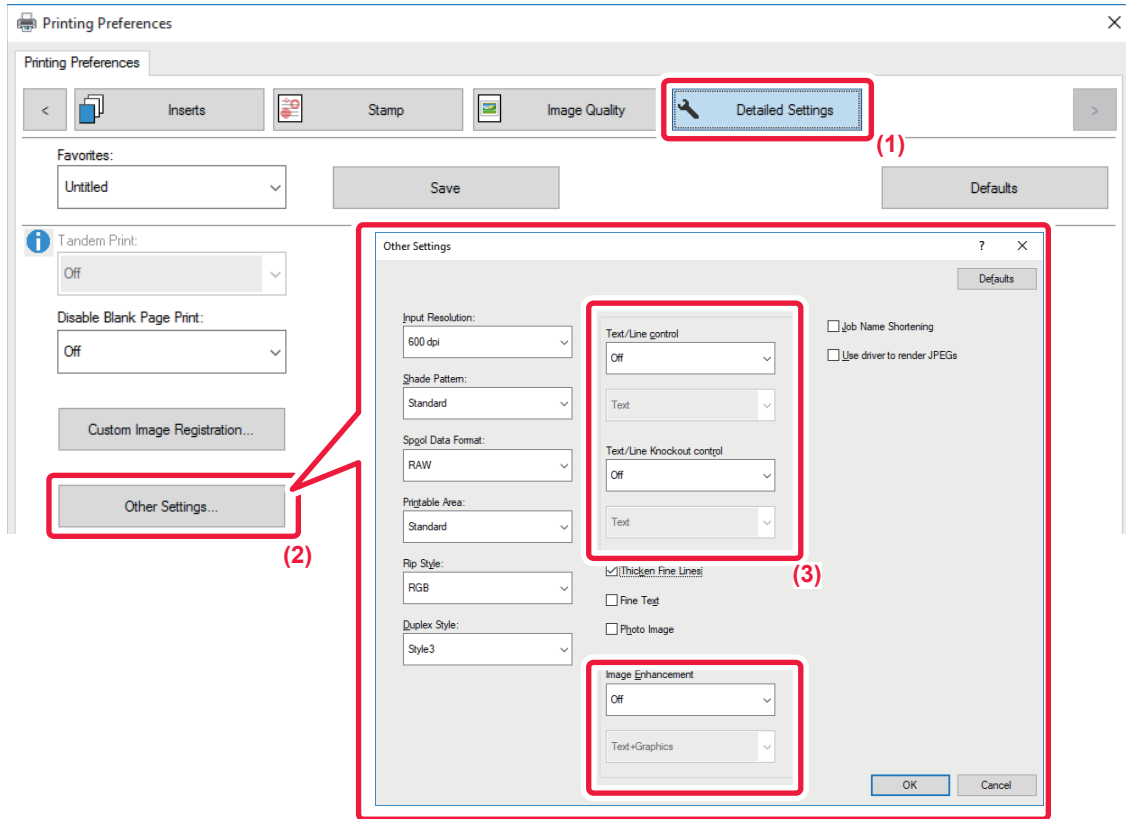 Printing Preferences
Printing Preferences
<
Inserts
Stamp
Image Quality
Detailed Settings
>
(1)
Favorites:
Untitled
Save
Defaults
Tandem Print:
Off
Disable Blank Page Print:
Off
Custom Image Registration...
Other Settings...
(2)
Other Settings
?
Defaults
Input Resolution:
600 dpi
Shade Pattern:
Standard
Spool Data Format:
RAW
Printable Area:
Standard
Rip Style:
RGB
Duplex Style:
Style3
Text/Line control
Off
Text
Text/Line Knockout control
Off
Text
(3)
Thicken Fine Lines
Fine Text
Photo Image
Image Enhancement
Off
Text+Graphics
Job Name Shortening
Use driver to render JPEGs
OK
Cancel